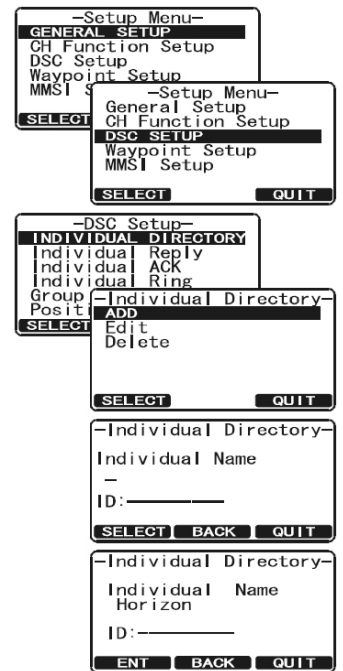 —Setup Menu—
GENERAL SETUP
CH Function Setup
DSC Setup
Waypoint Setup
MMSI S
SELECT
—Setup Menu—
General Setup
CH Function Setup
DSC SETUP
Waypoint Setup
MMSI Setup
SELECT QUIT
—DSC Setup—
INDIVIDUAL DIRECTORY
Individual Reply
Individual ACK
Individual Ring
Group
Positi
SELECT
—Individual Directory—
ADD
Edit
Delete
SELECT QUIT
—Individual Directory—
Individual Name
_
ID:—————————
SELECT BACK QUIT
—Individual Directory—
Individual Name
Horizon
ID:—————————
ENT BACK QUIT